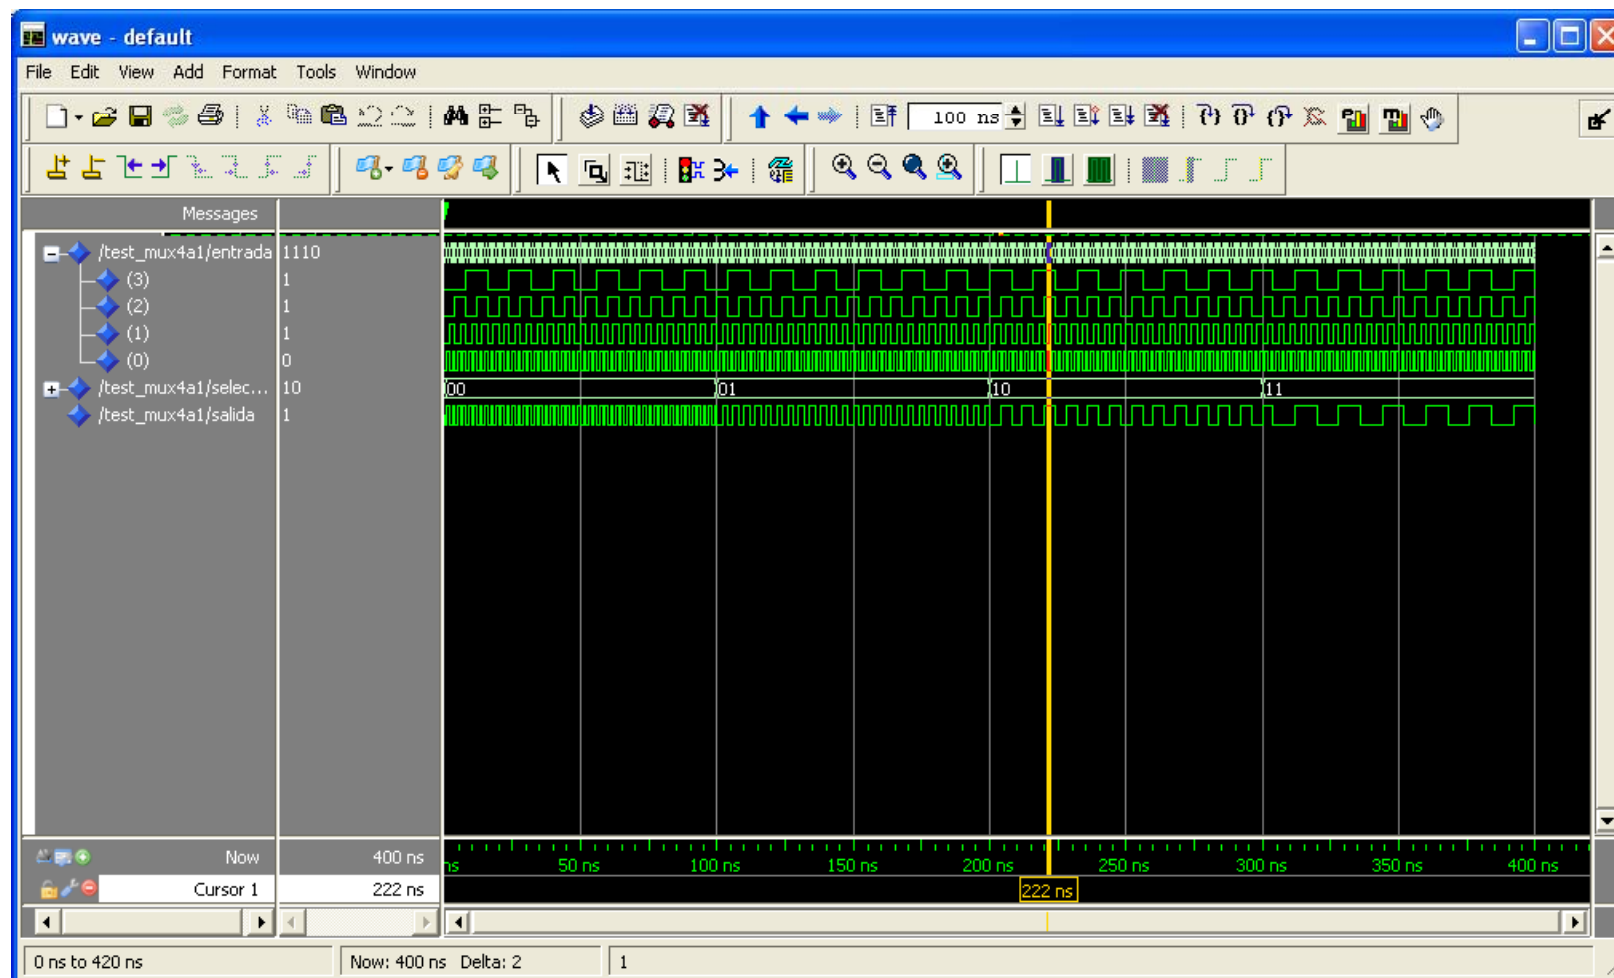 wave - default
File Edit View Add Format Tools Window
100 ns
Messages
/test_mux4a1/entrada 1110
(3) 1
(2) 1
(1) 1
(0) 0
/test_mux4a1/selec... 10 00 01 10 11
/test_mux4a1/salida 1
Now 400 ns ns 50 ns 100 ns 150 ns 200 ns 250 ns 300 ns 350 ns 400 ns
Cursor 1 222 ns 222 ns
0 ns to 420 ns Now: 400 ns Delta: 2 1